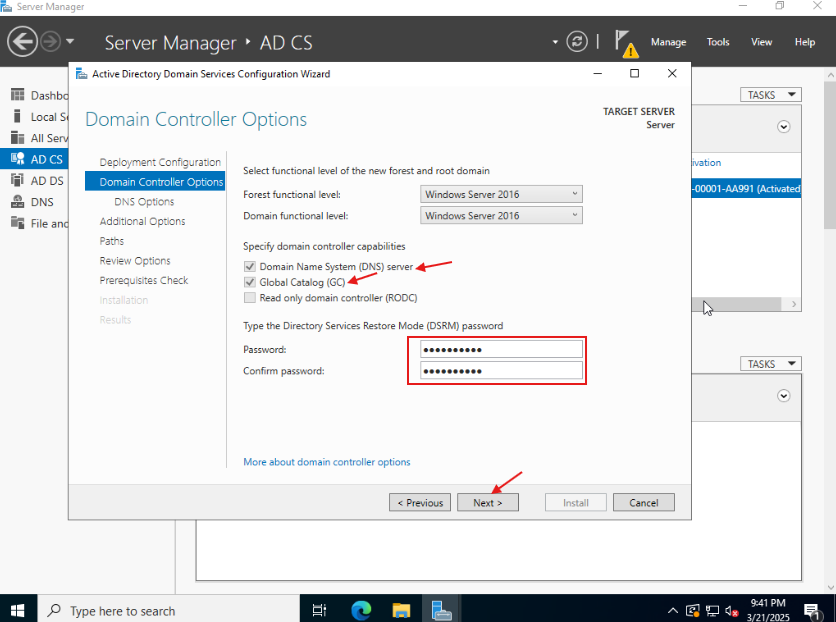 Server Manager
Server Manager • AD CS
Manage Tools View Help
Active Directory Domain Services Configuration Wizard
Domain Controller Options
TARGET SERVER
Server
TASKS
Dashbo
Local Se
All Serv
AD CS
AD DS
DNS
File and
ivation
-00001-AA991 (Activated
TASKS
Deployment Configuration
Domain Controller Options
DNS Options
Additional Options
Paths
Review Options
Prerequisites Check
Installation
Results
Select functional level of the new forest and root domain
Forest functional level: Windows Server 2016
Domain functional level: Windows Server 2016
Specify domain controller capabilities
Domain Name System (DNS) server
Global Catalog (GC)
Read only domain controller (RODC)
Type the Directory Services Restore Mode (DSRM) password
Password: ●●●●●●●●●●
Confirm password: ●●●●●●●●●●
More about domain controller options
< Previous Next > Install Cancel
Type here to search
9:41 PM
3/21/2025
1